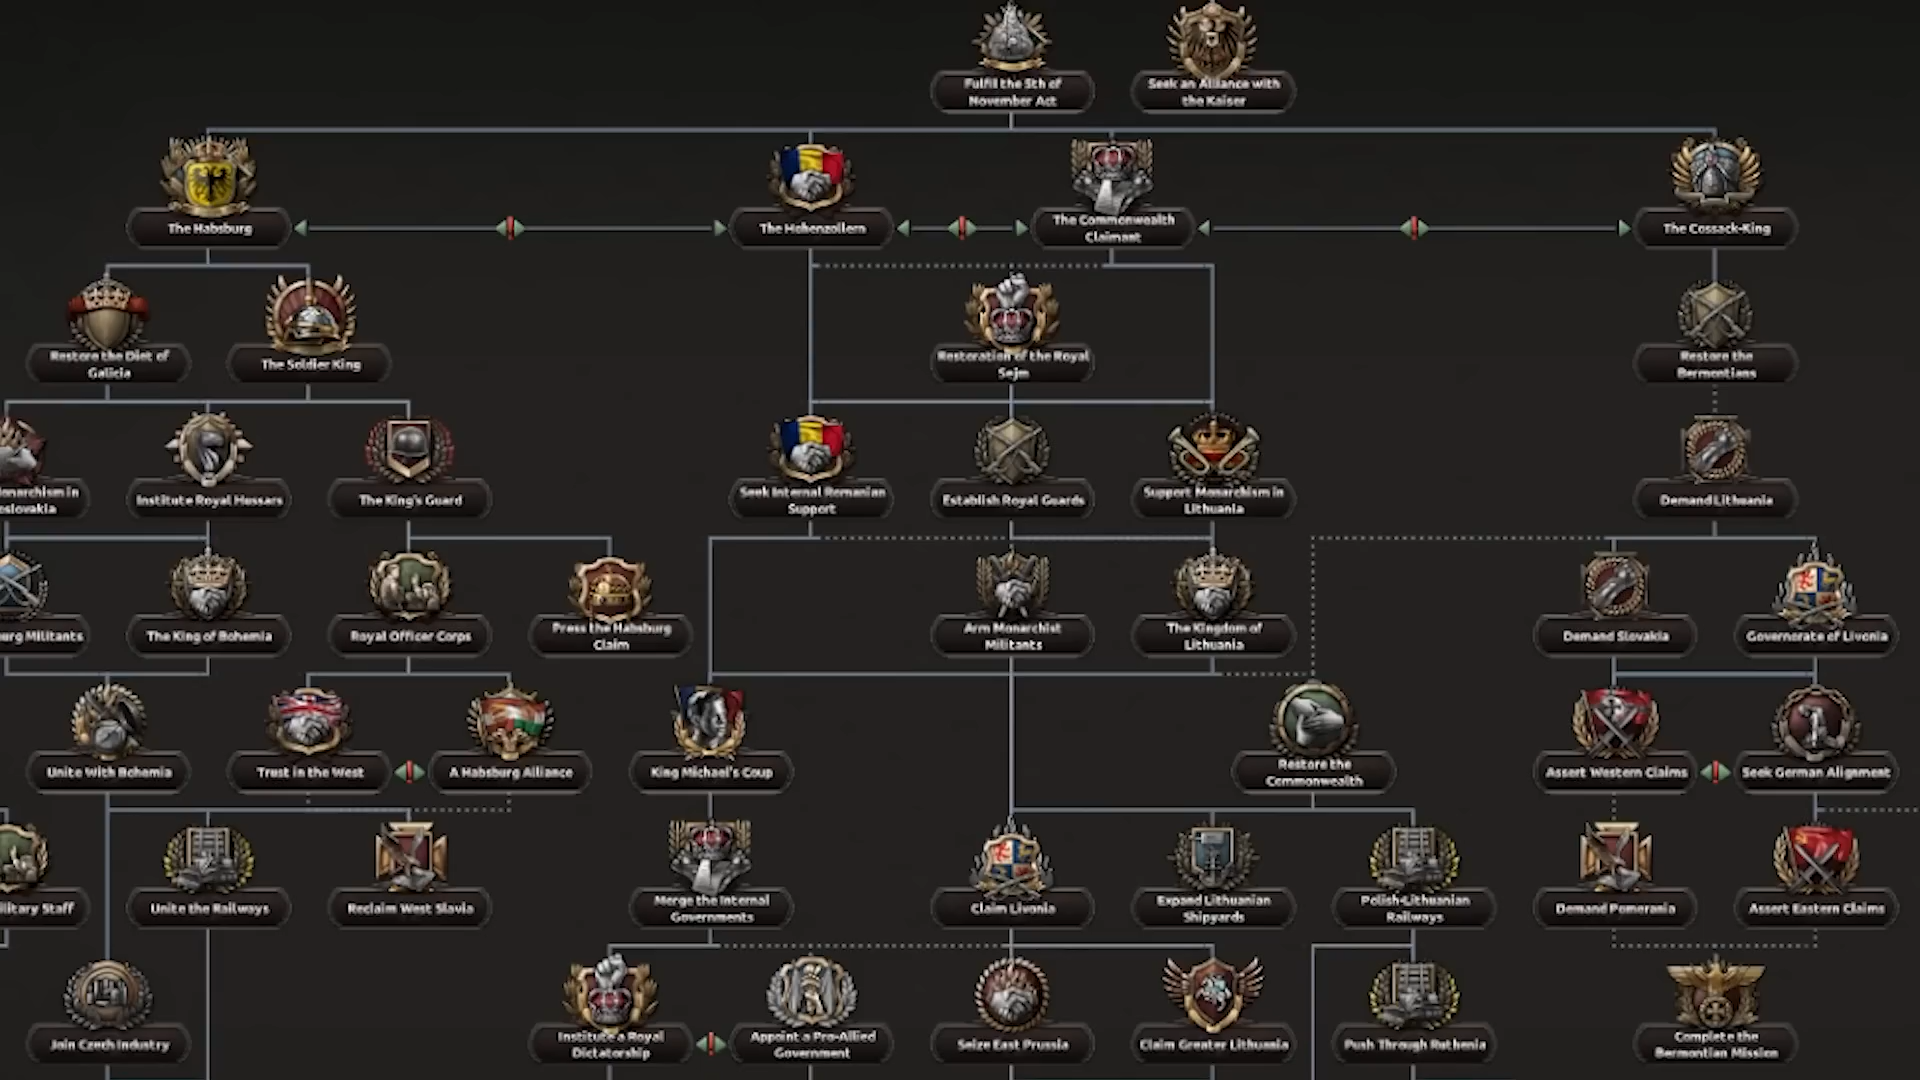 Fulfil the 5th of
November Act
Seek an Alliance with
the Kaiser
The Habsburg
The Hohenzollern
The Commonwealth
Claimant
The Cossack-King
Restore the Diet of
Galicia
The Soldier King
Restoration of the Royal
Sejm
Restore the
Bermontians
onarchism in
eslovakia
Institute Royal Hussars
The King's Guard
Seek Internal Romanian
Support
Establish Royal Guards
Support Monarchism in
Lithuania
Demand Lithuania
urg Militants
The King of Bohemia
Royal Officer Corps
Press the Habsburg
Claim
Arm Monarchist
Militants
The Kingdom of
Lithuania
Demand Slovakia
Governorate of Livonia
Unite With Bohemia
Trust in the West
A Habsburg Alliance
King Michael's Coup
Restore the
Commonwealth
Assert Western Claims
Seek German Alignment
ilitary Staff
Unite the Railways
Reclaim West Slavia
Merge the Internal
Governments
Claim Livonia
Expand Lithuanian
Shipyards
Polish-Lithuanian
Railways
Demand Pomerania
Assert Eastern Claims
Join Czech Industry
Institute a Royal
Dictatorship
Appoint a Pro-Allied
Government
Seize East Prussia
Claim Greater Lithuania
Push Through Ruthenia
Complete the
Bermontian Mission